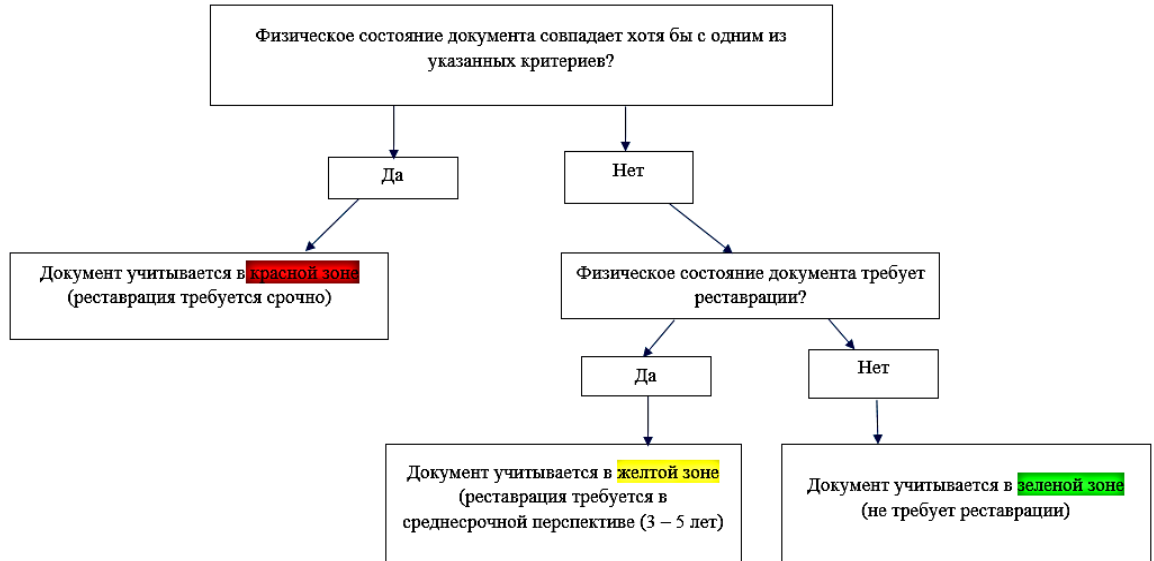 Физическое состояние документа совпадает хотя бы с одним из
указанных критериев?
Да
Нет
Документ учитывается в красной зоне
(реставрация требуется срочно)
Физическое состояние документа требует
реставрации?
Да
Нет
Документ учитывается в желтой зоне
(реставрация требуется в
среднесрочной перспективе (3 – 5 лет)
Документ учитывается в зеленой зоне
(не требует реставрации)